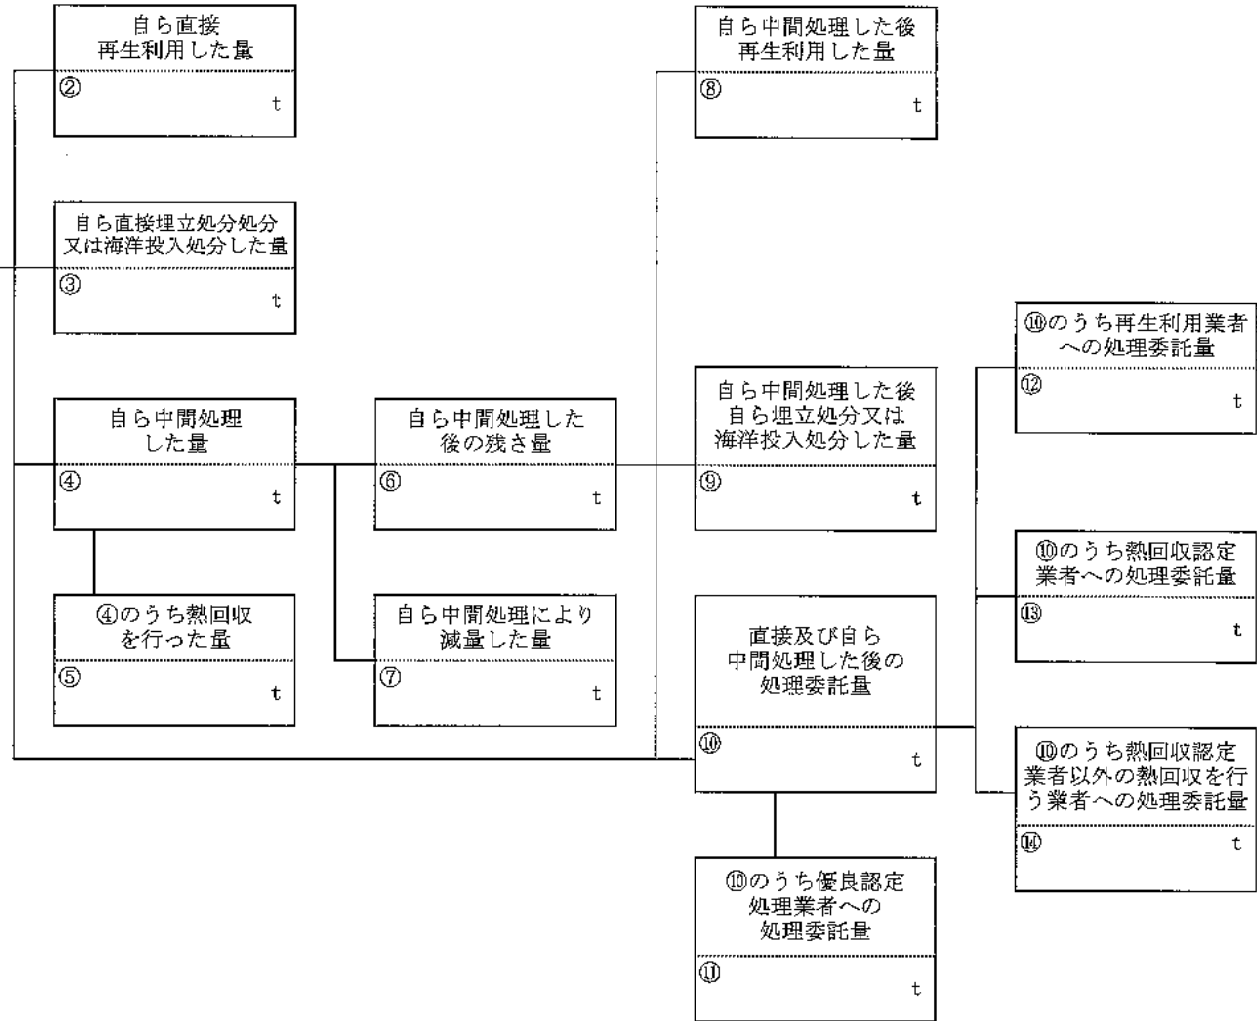 自ら直接
再生利用した量
②
t
自ら中間処理した後
再生利用した量
⑧
t
自ら直接埋立処分処分
又は海洋投入処分した量
③
t
⑩のうち再生利用業者
への処理委託量
⑫
t
自ら中間処理
した量
④
t
自ら中間処理した
後の残さ量
⑥
t
自ら中間処理した後
自ら埋立処分又は
海洋投入処分した量
⑨
t
⑩のうち熱回収認定
業者への処理委託量
⑬
t
④のうち熱回収
を行った量
⑤
t
自ら中間処理により
減量した量
⑦
t
直接及び自ら
中間処理した後の
処理委託量
⑩
t
⑩のうち熱回収認定
業者以外の熱回収を行
う業者への処理委託量
⑭
t
⑩のうち優良認定
処理業者への
処理委託量
⑪
t